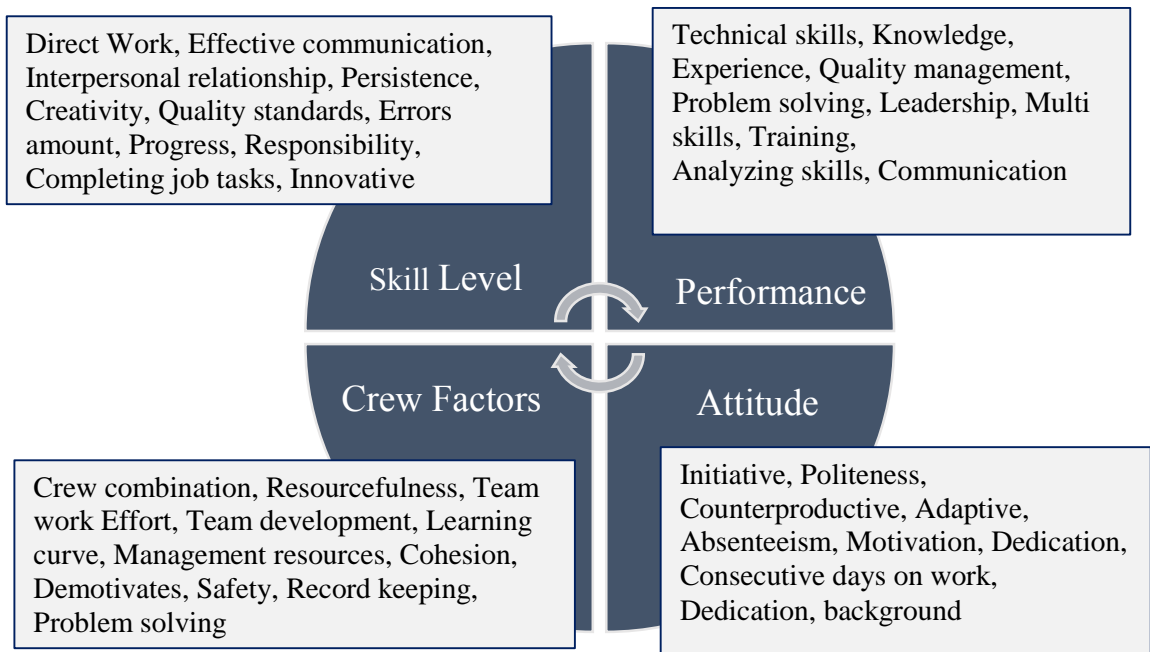 Direct Work, Effective communication,
Interpersonal relationship, Persistence,
Creativity, Quality standards, Errors
amount, Progress, Responsibility,
Completing job tasks, Innovative
Technical skills, Knowledge,
Experience, Quality management,
Problem solving, Leadership, Multi
skills, Training,
Analyzing skills, Communication
Skill Level
Performance
Crew Factors
Attitude
Crew combination, Resourcefulness, Team
work Effort, Team development, Learning
curve, Management resources, Cohesion,
Demotivates, Safety, Record keeping,
Problem solving
Initiative, Politeness,
Counterproductive, Adaptive,
Absenteeism, Motivation, Dedication,
Consecutive days on work,
Dedication, background